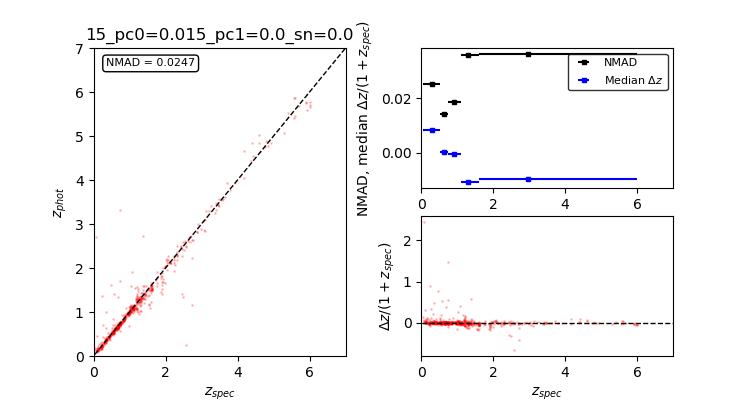 15_pc0=0.015_pc1=0.0_sn=0.0
NMAD = 0.0247
7
6
5
4
3
2
1
0
z_phot
0 2 4 6
z_spec
NMAD, median Δz/(1 + z_spec)
0.02
0.00
NMAD
Median Δz
0 2 4 6
Δz/(1 + z_spec)
2
1
0
0 2 4 6
z_spec